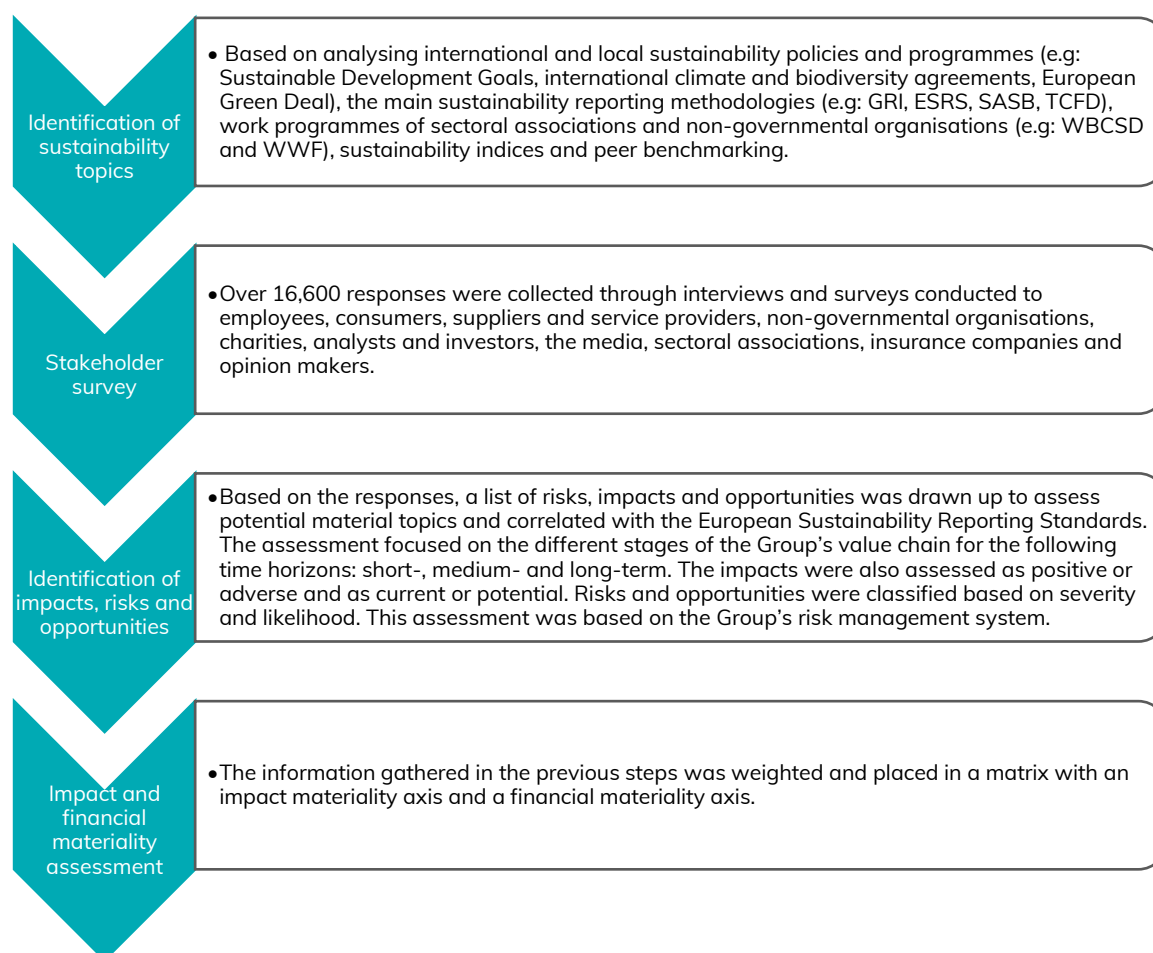 Identification of
sustainability
topics
• Based on analysing international and local sustainability policies and programmes (e.g:
Sustainable Development Goals, international climate and biodiversity agreements, European
Green Deal), the main sustainability reporting methodologies (e.g: GRI, ESRS, SASB, TCFD),
work programmes of sectoral associations and non-governmental organisations (e.g: WBCSD
and WWF), sustainability indices and peer benchmarking.
Stakeholder
survey
•Over 16,600 responses were collected through interviews and surveys conducted to
employees, consumers, suppliers and service providers, non-governmental organisations,
charities, analysts and investors, the media, sectoral associations, insurance companies and
opinion makers.
Identification of
impacts, risks and
opportunities
•Based on the responses, a list of risks, impacts and opportunities was drawn up to assess
potential material topics and correlated with the European Sustainability Reporting Standards.
The assessment focused on the different stages of the Group's value chain for the following
time horizons: short-, medium- and long-term. The impacts were also assessed as positive or
adverse and as current or potential. Risks and opportunities were classified based on severity
and likelihood. This assessment was based on the Group's risk management system.
Impact and
financial
materiality
assessment
•The information gathered in the previous steps was weighted and placed in a matrix with an
impact materiality axis and a financial materiality axis.